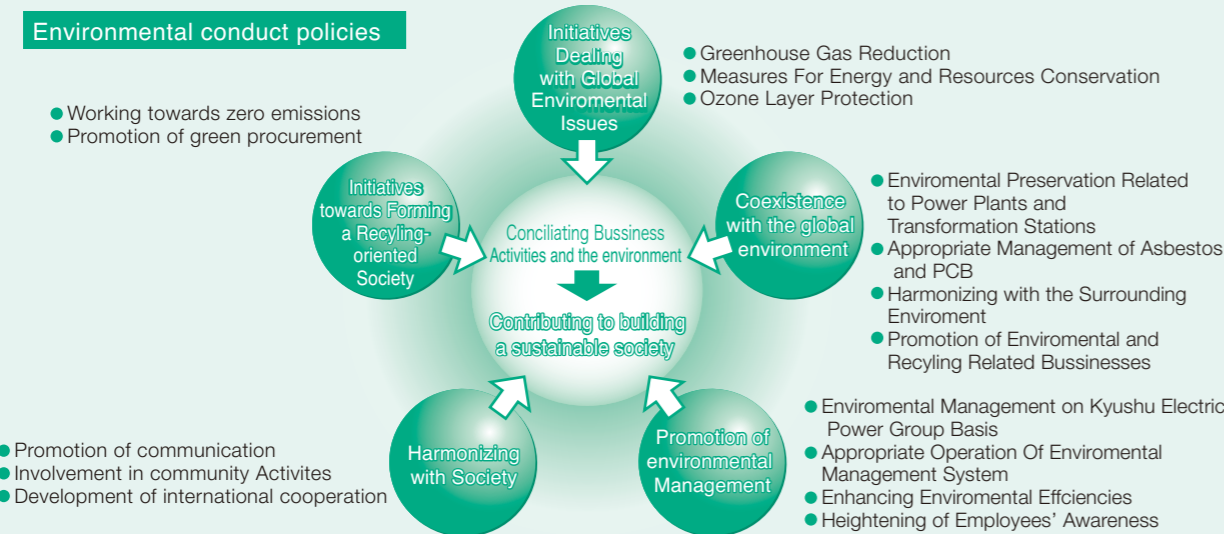 Environmental conduct policies
Initiatives
Dealing
with Global
Enviromental
Issues
● Greenhouse Gas Reduction
● Measures For Energy and Resources Conservation
● Ozone Layer Protection
● Working towards zero emissions
● Promotion of green procurement
Initiatives
towards Forming
a Recyling-
oriented
Society
Coexistence
with the global
environment
● Enviromental Preservation Related
to Power Plants and
Transformation Stations
● Appropriate Management of Asbestos
and PCB
● Harmonizing with the Surrounding
Enviroment
● Promotion of Enviromental and
Recyling Related Bussinesses
Conciliating Bussiness
Activities and the environment
Contributing to building
a sustainable society
● Promotion of communication
● Involvement in community Activites
● Development of international cooperation
Harmonizing
with Society
Promotion of
environmental
Management
● Enviromental Management on Kyushu Electric
Power Group Basis
● Appropriate Operation Of Enviromental
Management System
● Enhancing Enviromental Effciencies
● Heightening of Employees’ Awareness